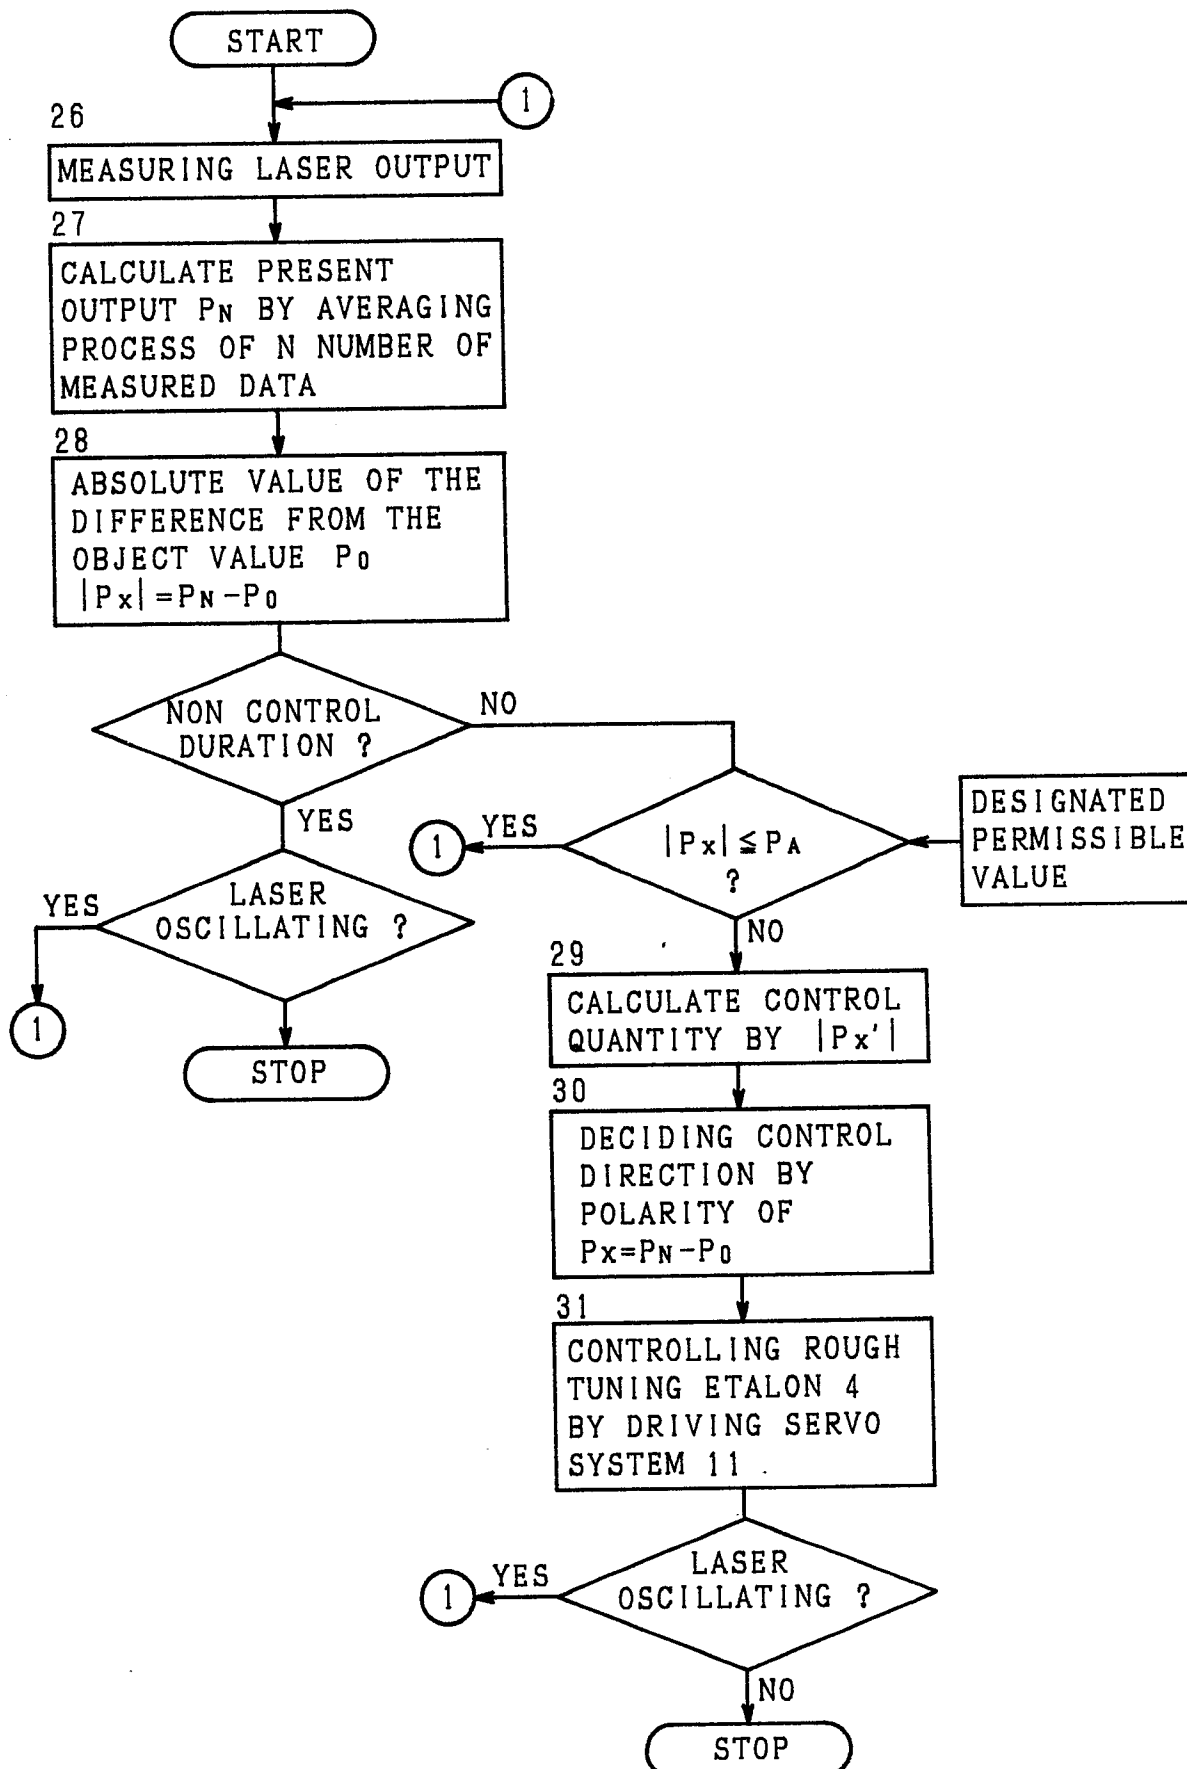 START
1
26
MEASURING LASER OUTPUT
27
CALCULATE PRESENT
OUTPUT PN BY AVERAGING
PROCESS OF N NUMBER OF
MEASURED DATA
28
ABSOLUTE VALUE OF THE
DIFFERENCE FROM THE
OBJECT VALUE P0
|Px|=PN-P0
NON CONTROL
DURATION ?
NO
YES
|Px|≦PA
?
YES
1
DESIGNATED
PERMISSIBLE
VALUE
LASER
OSCILLATING ?
YES
1
STOP
NO
29
CALCULATE CONTROL
QUANTITY BY |Px'|
30
DECIDING CONTROL
DIRECTION BY
POLARITY OF
Px=PN-P0
31
CONTROLLING ROUGH
TUNING ETALON 4
BY DRIVING SERVO
SYSTEM 11
LASER
OSCILLATING ?
YES
1
NO
STOP